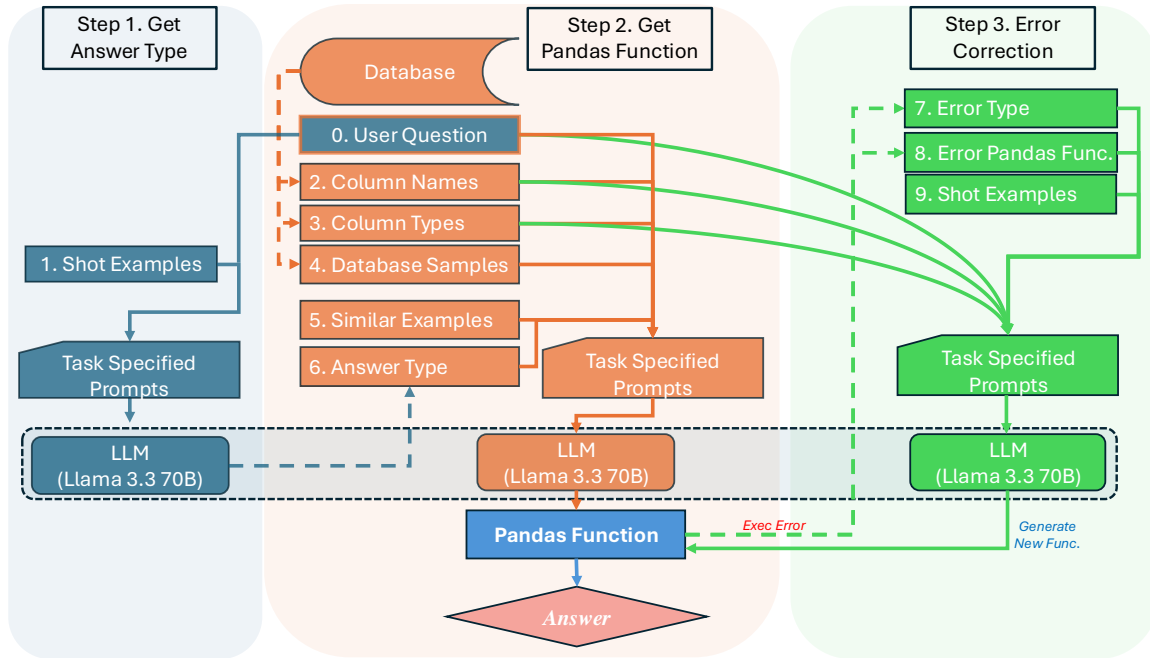 Step 1. Get
Answer Type
1. Shot Examples
Task Specified
Prompts
LLM
(Llama 3.3 70B)
Step 2. Get
Pandas Function
Database
0. User Question
2. Column Names
3. Column Types
4. Database Samples
5. Similar Examples
6. Answer Type
Task Specified
Prompts
LLM
(Llama 3.3 70B)
Pandas Function
Answer
Step 3. Error
Correction
7. Error Type
8. Error Pandas Func.
9. Shot Examples
Task Specified
Prompts
LLM
(Llama 3.3 70B)
Exec Error
Generate
New Func.